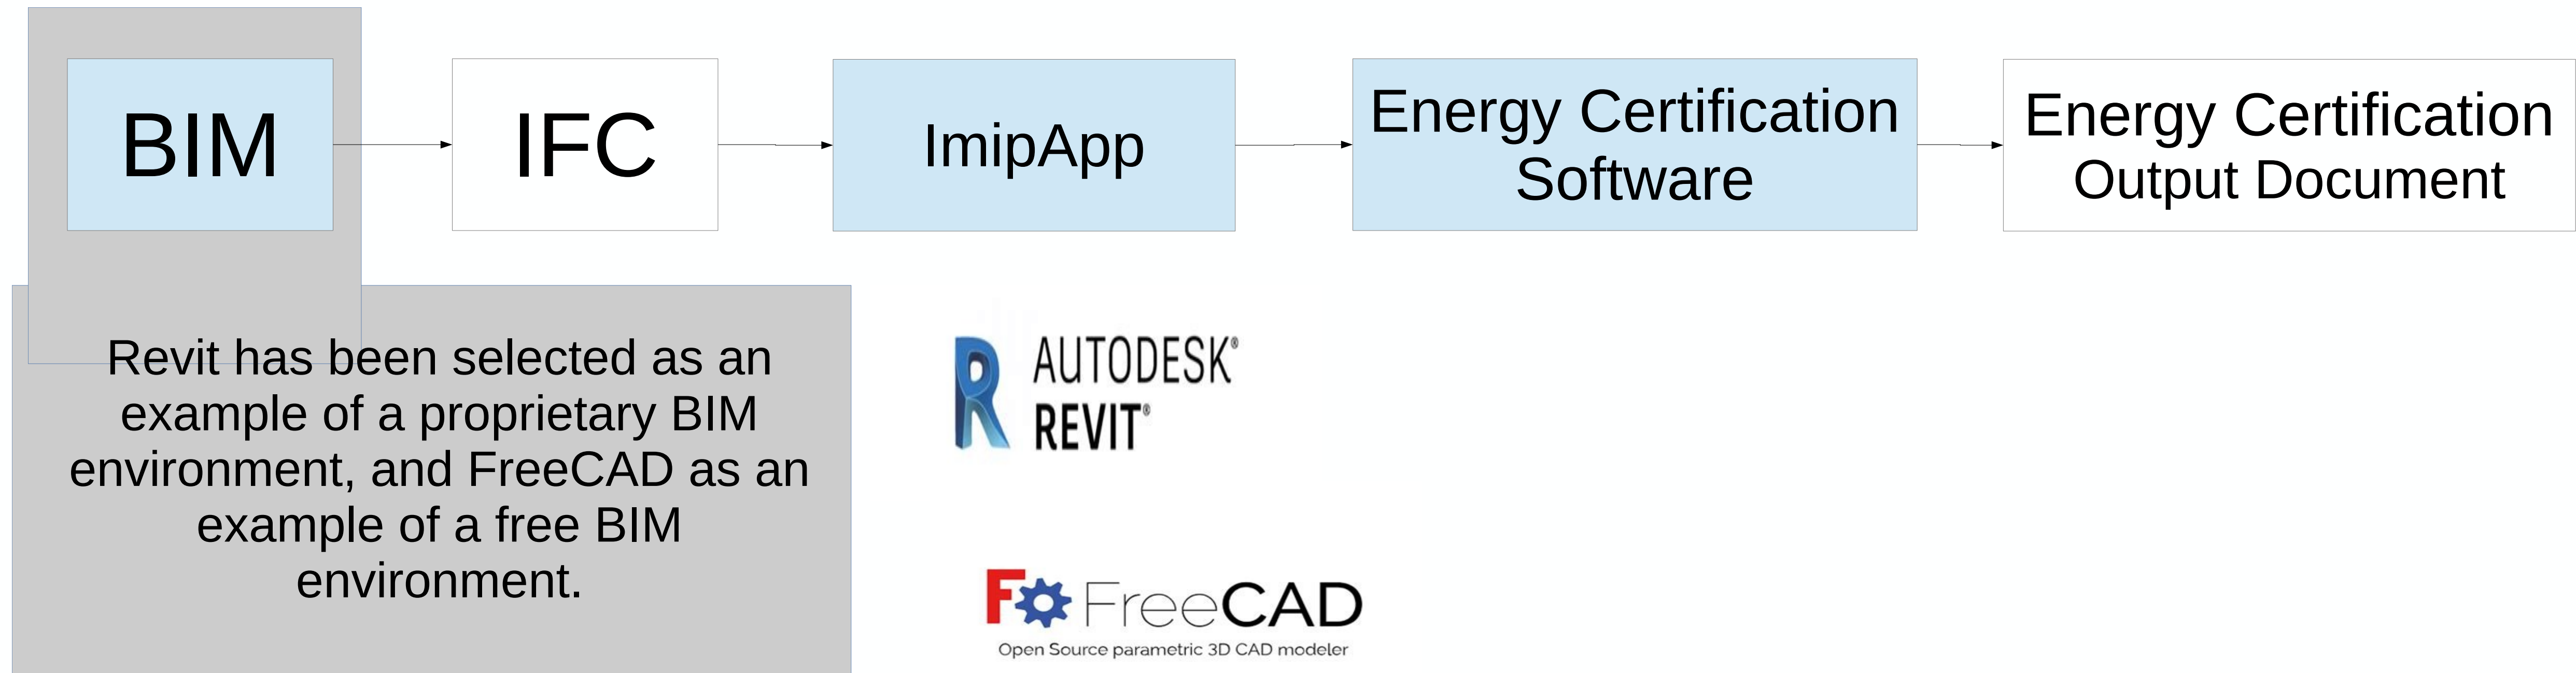 BIM
IFC
ImipApp
Energy Certification
Software
Energy Certification
Output Document
Revit has been selected as an
example of a proprietary BIM
environment, and FreeCAD as an
example of a free BIM
environment.
R AUTODESK®
REVIT®
F FreeCAD
Open Source parametric 3D CAD modeler